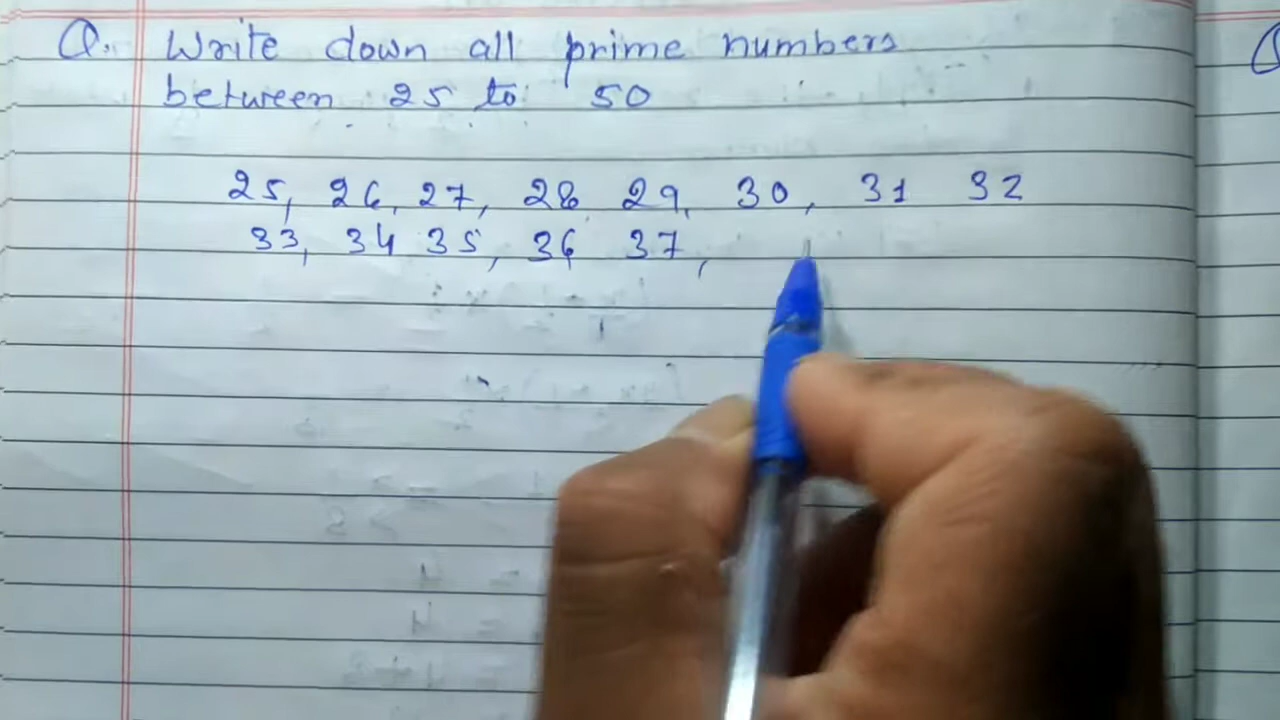 Q. Write down all prime numbers
between 25 to 50
25, 26, 27, 28 29, 30, 31 32
33, 34 35, 36 37,